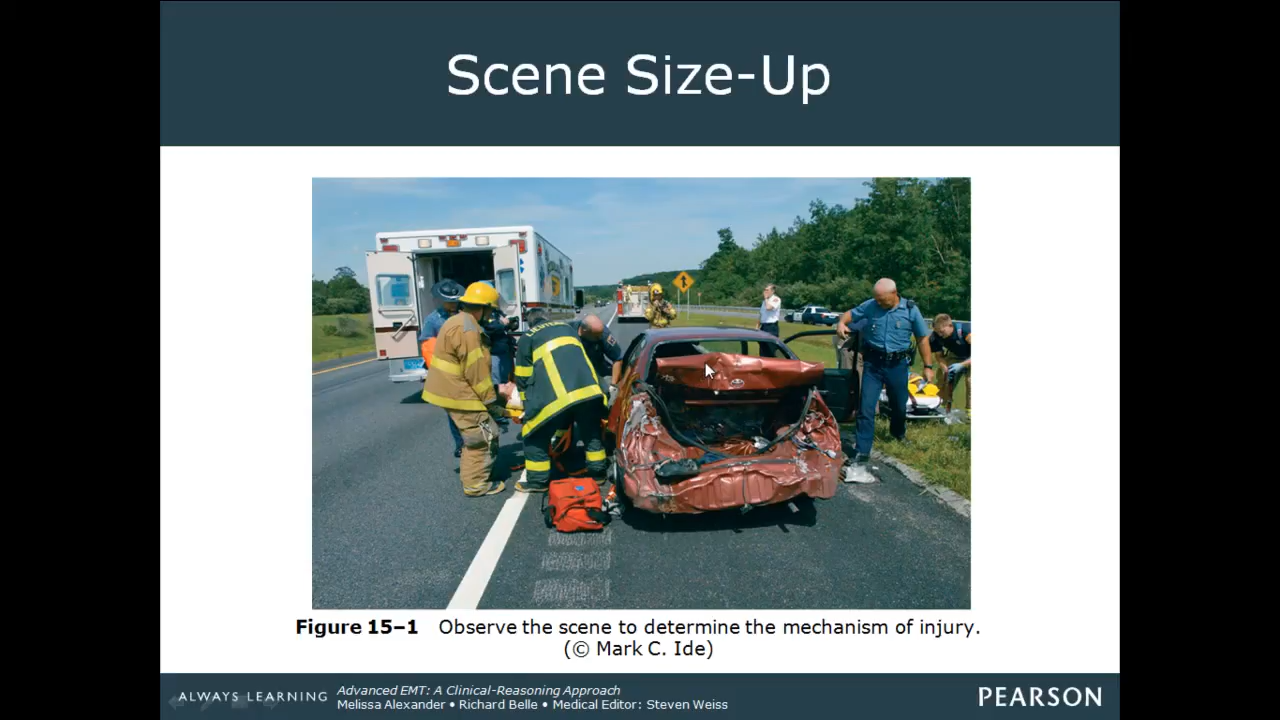 Scene Size-Up
LIEUTENANT
Figure 15–1 Observe the scene to determine the mechanism of injury.
(© Mark C. Ide)
ALWAYS LEARNING
Advanced EMT: A Clinical-Reasoning Approach
Melissa Alexander • Richard Belle • Medical Editor: Steven Weiss
PEARSON